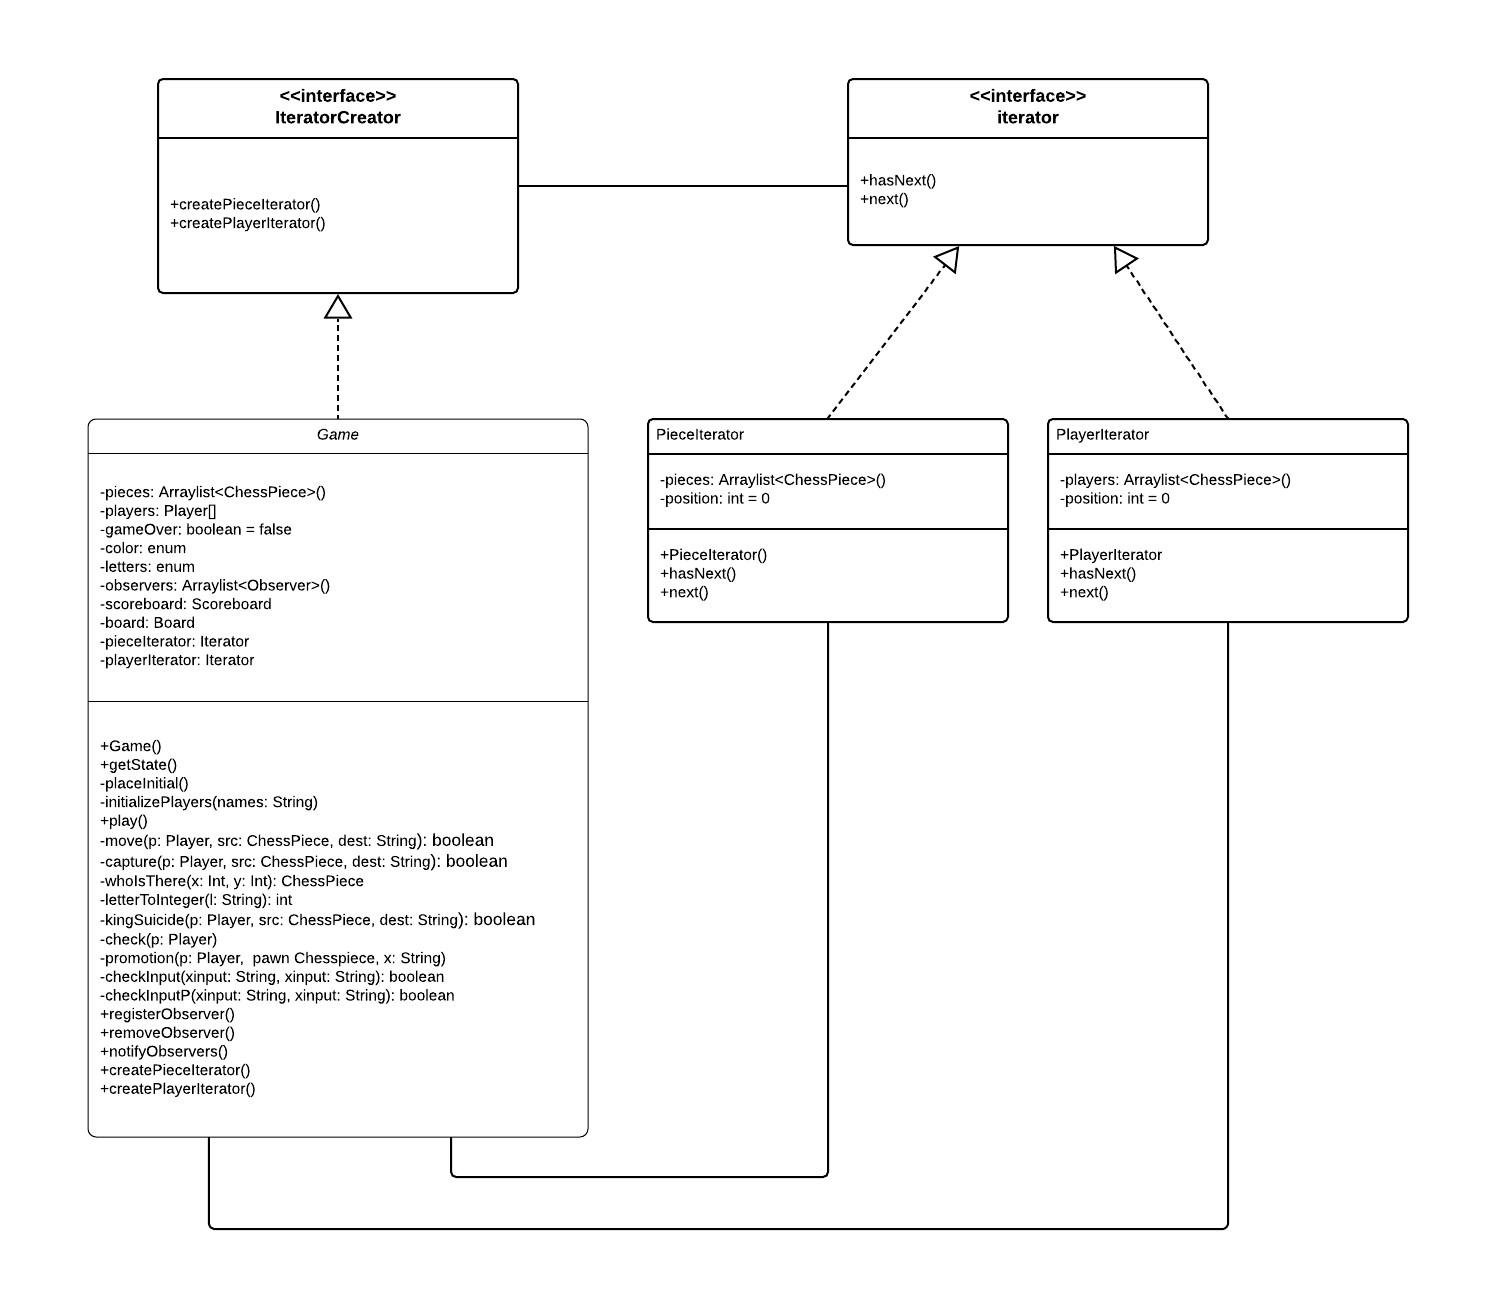 <<interface>>
IteratorCreator
+createPieceIterator()
+createPlayerIterator()
<<interface>>
iterator
+hasNext()
+next()
Game
-pieces: Arraylist<ChessPiece>()
-players: Player[]
-gameOver: boolean = false
-color: enum
-letters: enum
-observers: Arraylist<Observer>()
-scoreboard: Scoreboard
-board: Board
-pieceIterator: Iterator
-playerIterator: Iterator
+Game()
+getState()
-placeInitial()
-initializePlayers(names: String)
+play()
-move(p: Player, src: ChessPiece, dest: String): boolean
-capture(p: Player, src: ChessPiece, dest: String): boolean
-whoIsThere(x: Int, y: Int): ChessPiece
-letterToInteger(l: String): int
-kingSuicide(p: Player, src: ChessPiece, dest: String): boolean
-check(p: Player)
-promotion(p: Player,  pawn Chesspiece, x: String)
-checkInput(xinput: String, xinput: String): boolean
-checkInputP(xinput: String, xinput: String): boolean
+registerObserver()
+removeObserver()
+notifyObservers()
+createPieceIterator()
+createPlayerIterator()
PieceIterator
-pieces: Arraylist<ChessPiece>()
-position: int = 0
+PieceIterator()
+hasNext()
+next()
PlayerIterator
-players: Arraylist<ChessPiece>()
-position: int = 0
+PlayerIterator
+hasNext()
+next()